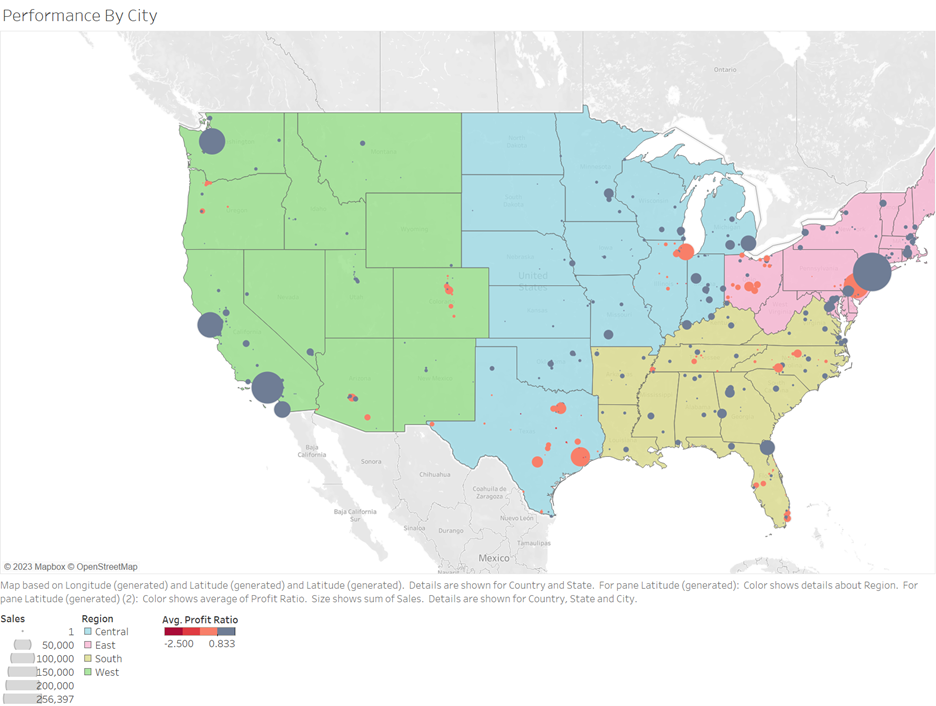 Performance By City
Ontario
United
States
Baja
California
Sonora
Chihuahua
Coahuila de
Zaragoza
Baja California
Sur
Nuevo León
Sinaloa
Durango
Tamaulipas
Mexico
© 2023 Mapbox © OpenStreetMap
Map based on Longitude (generated) and Latitude (generated) and Latitude (generated).  Details are shown for Country and State.  For pane Latitude (generated):  Color shows details about Region.  For
pane Latitude (generated) (2):  Color shows average of Profit Ratio.  Size shows sum of Sales.  Details are shown for Country, State and City.
Sales
1
50,000
100,000
150,000
200,000
256,397
Region
Central
East
South
West
Avg. Profit Ratio
-2.500 0.833